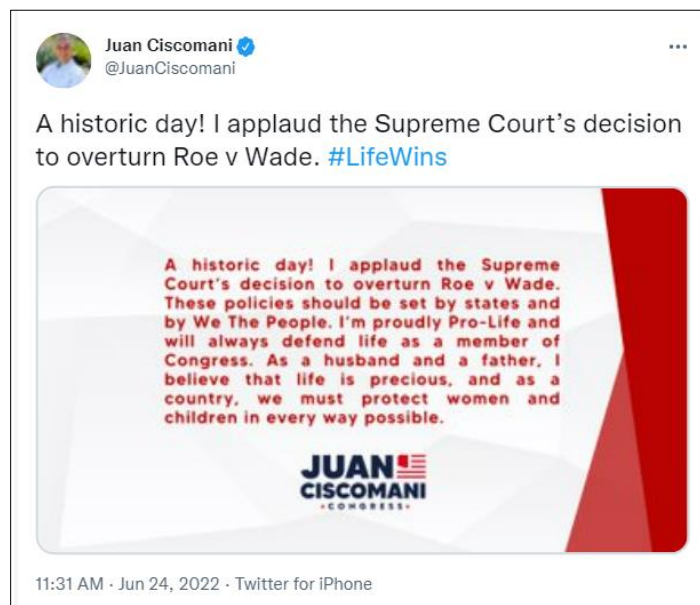 Juan Ciscomani
@JuanCiscomani
A historic day! I applaud the Supreme Court’s decision
to overturn Roe v Wade. #LifeWins
A historic day! I applaud the Supreme
Court's decision to overturn Roe v Wade.
These policies should be set by states and
by We The People. I'm proudly Pro-Life and
will always defend life as a member of
Congress. As a husband and a father, I
believe that life is precious, and as a
country, we must protect women and
children in every way possible.
JUAN
CISCOMANI
•CONGRESS•
11:31 AM · Jun 24, 2022 · Twitter for iPhone